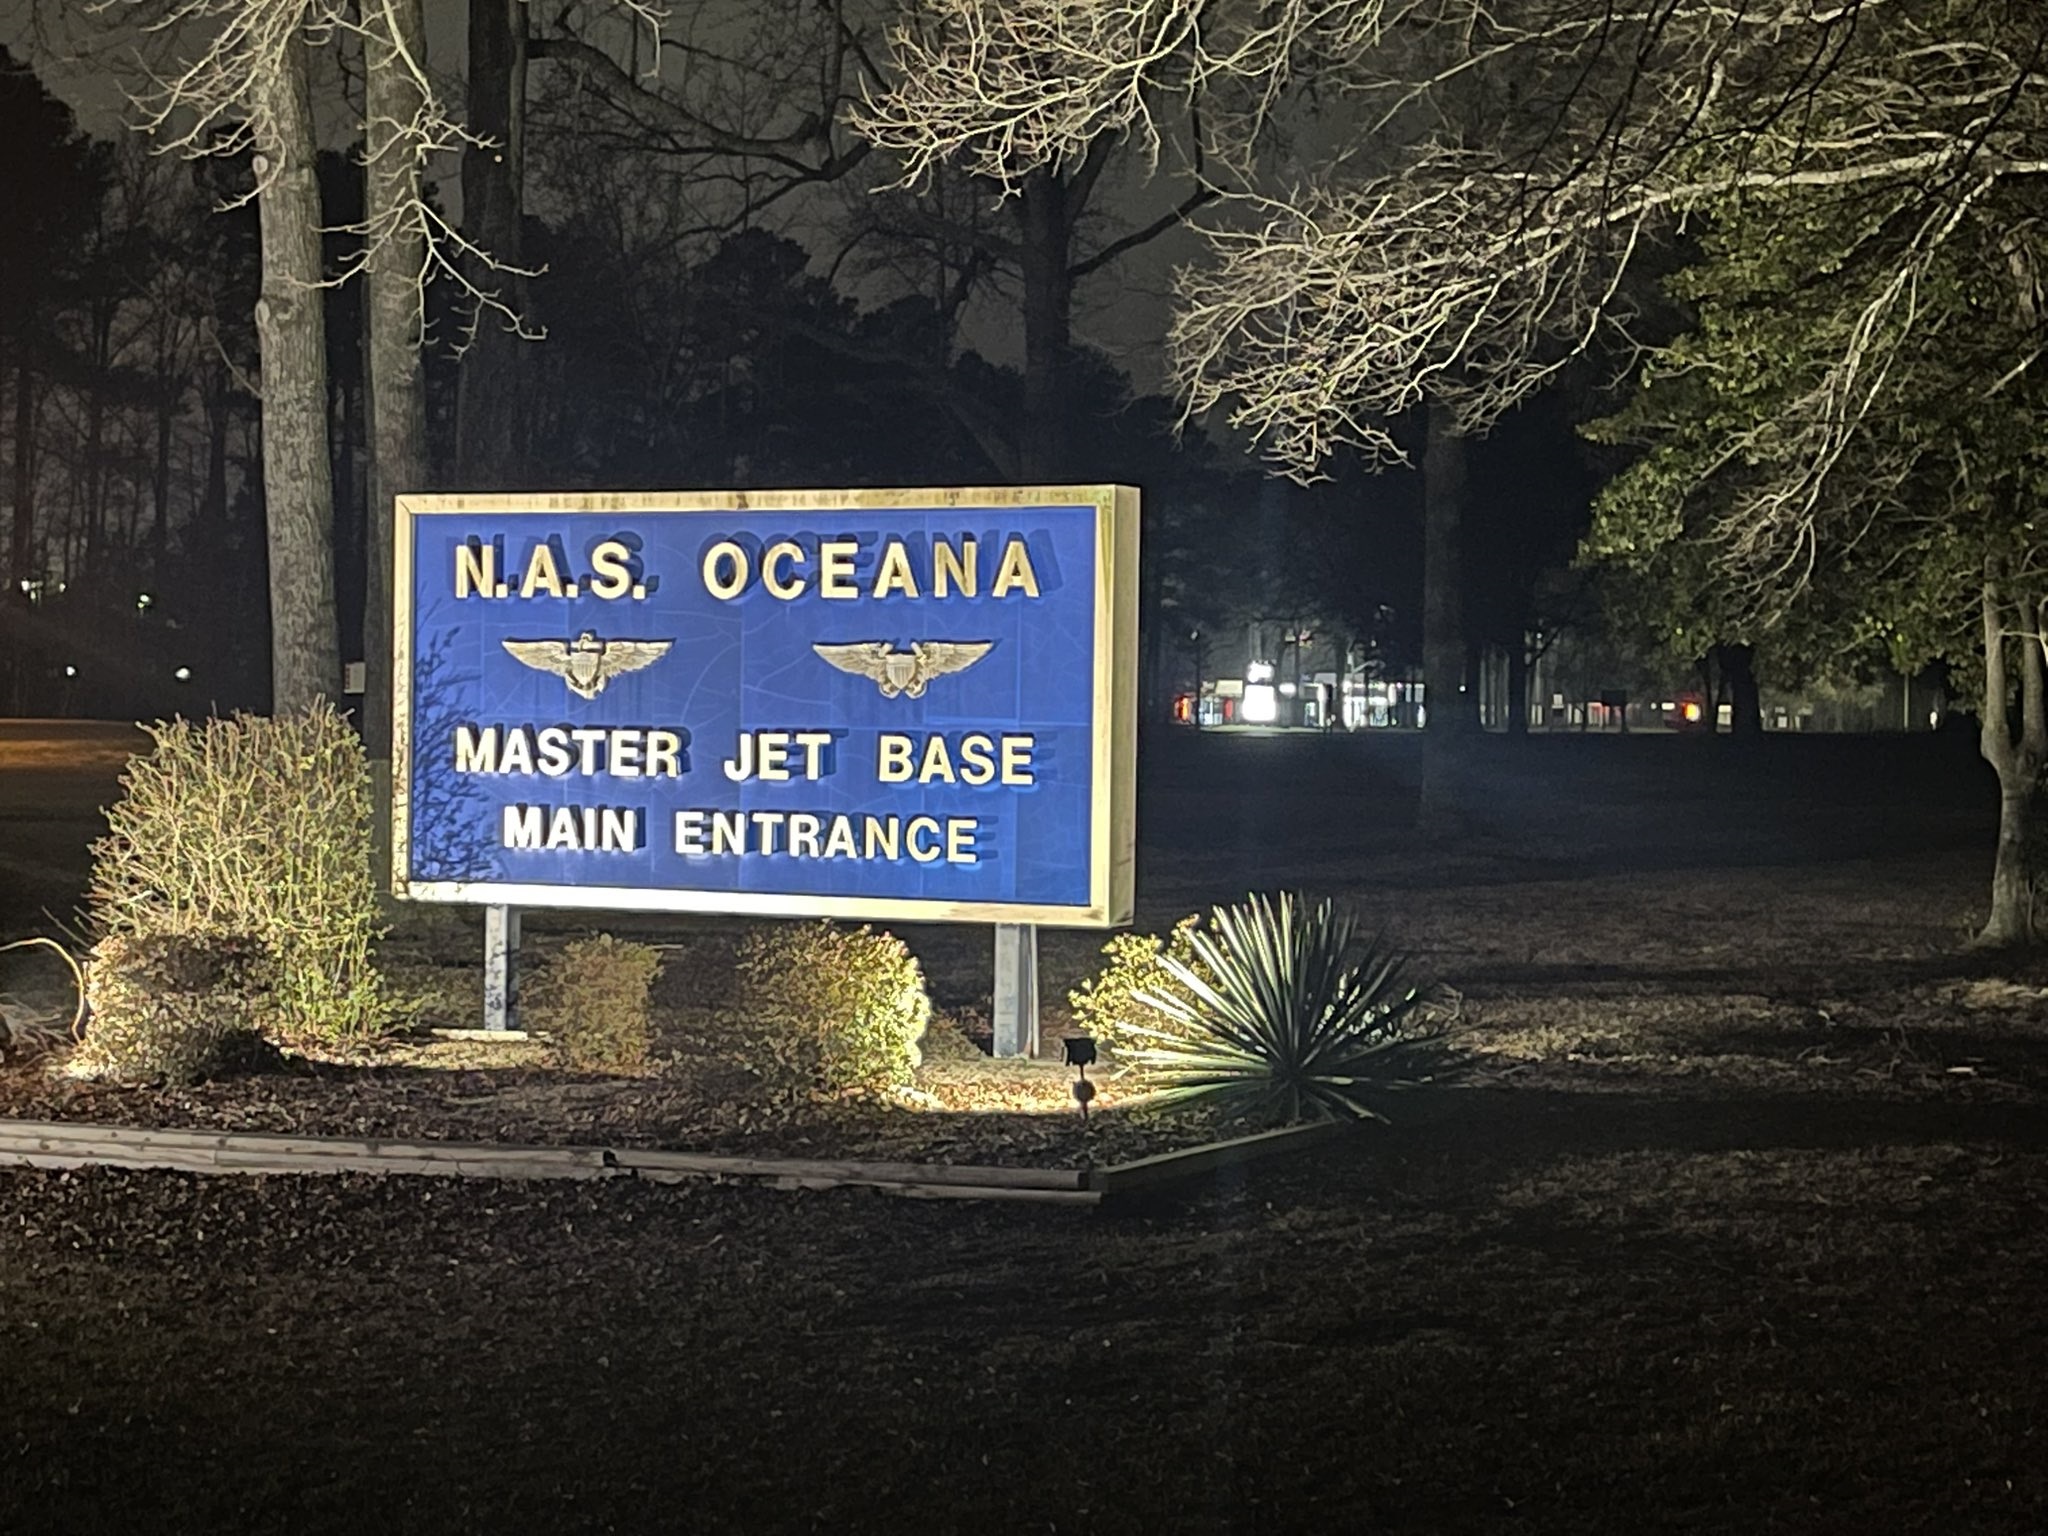 N.A.S. OCEANA
MASTER JET BASE
MAIN ENTRANCE